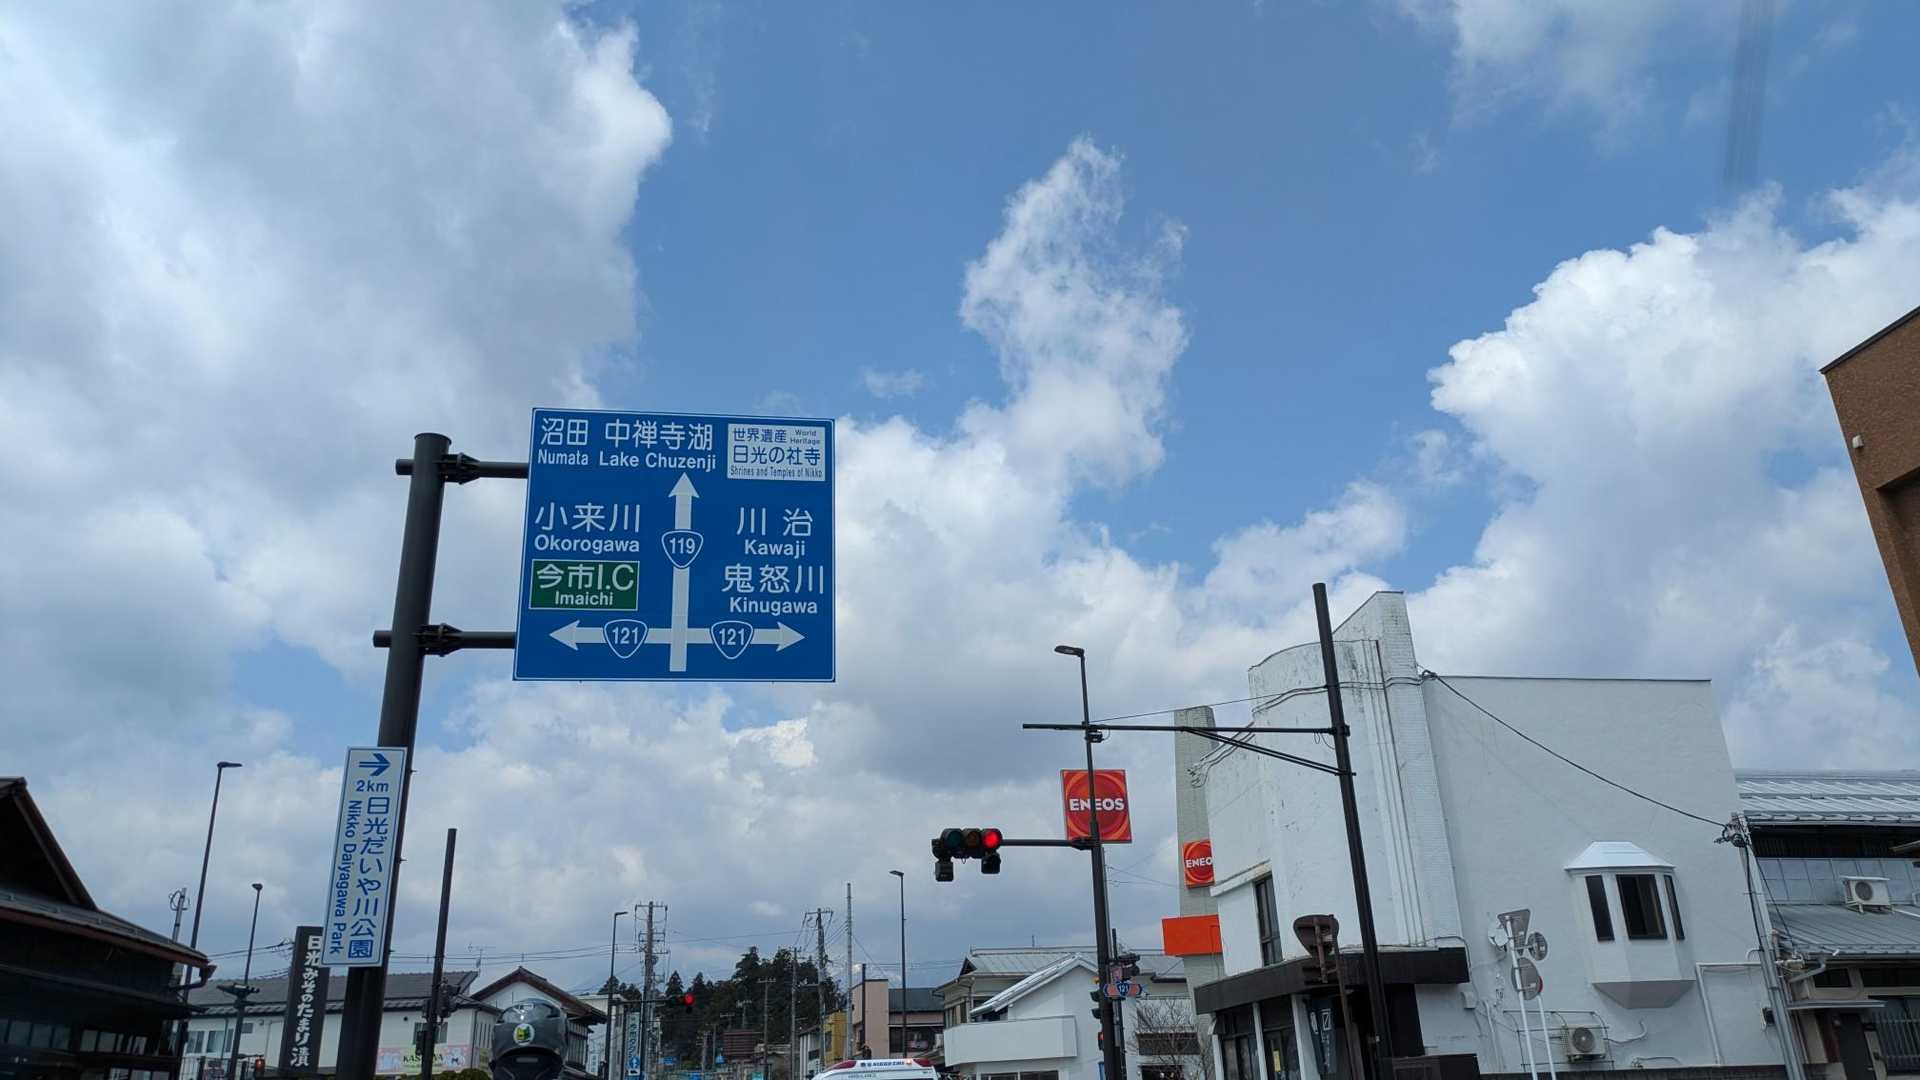 沼田 中禅寺湖
Numata Lake Chuzenji
世界遺産 World Heritage
日光の社寺
Shrines and Temples of Nikko
小来川
Okorogawa
今市I.C
Imaichi
119
川治
Kawaji
鬼怒川
Kinugawa
121
121
2km
日光だいや川公園
Nikko Daiyagawa Park
日光みそのたまり漬
ENEOS
ENEO
121